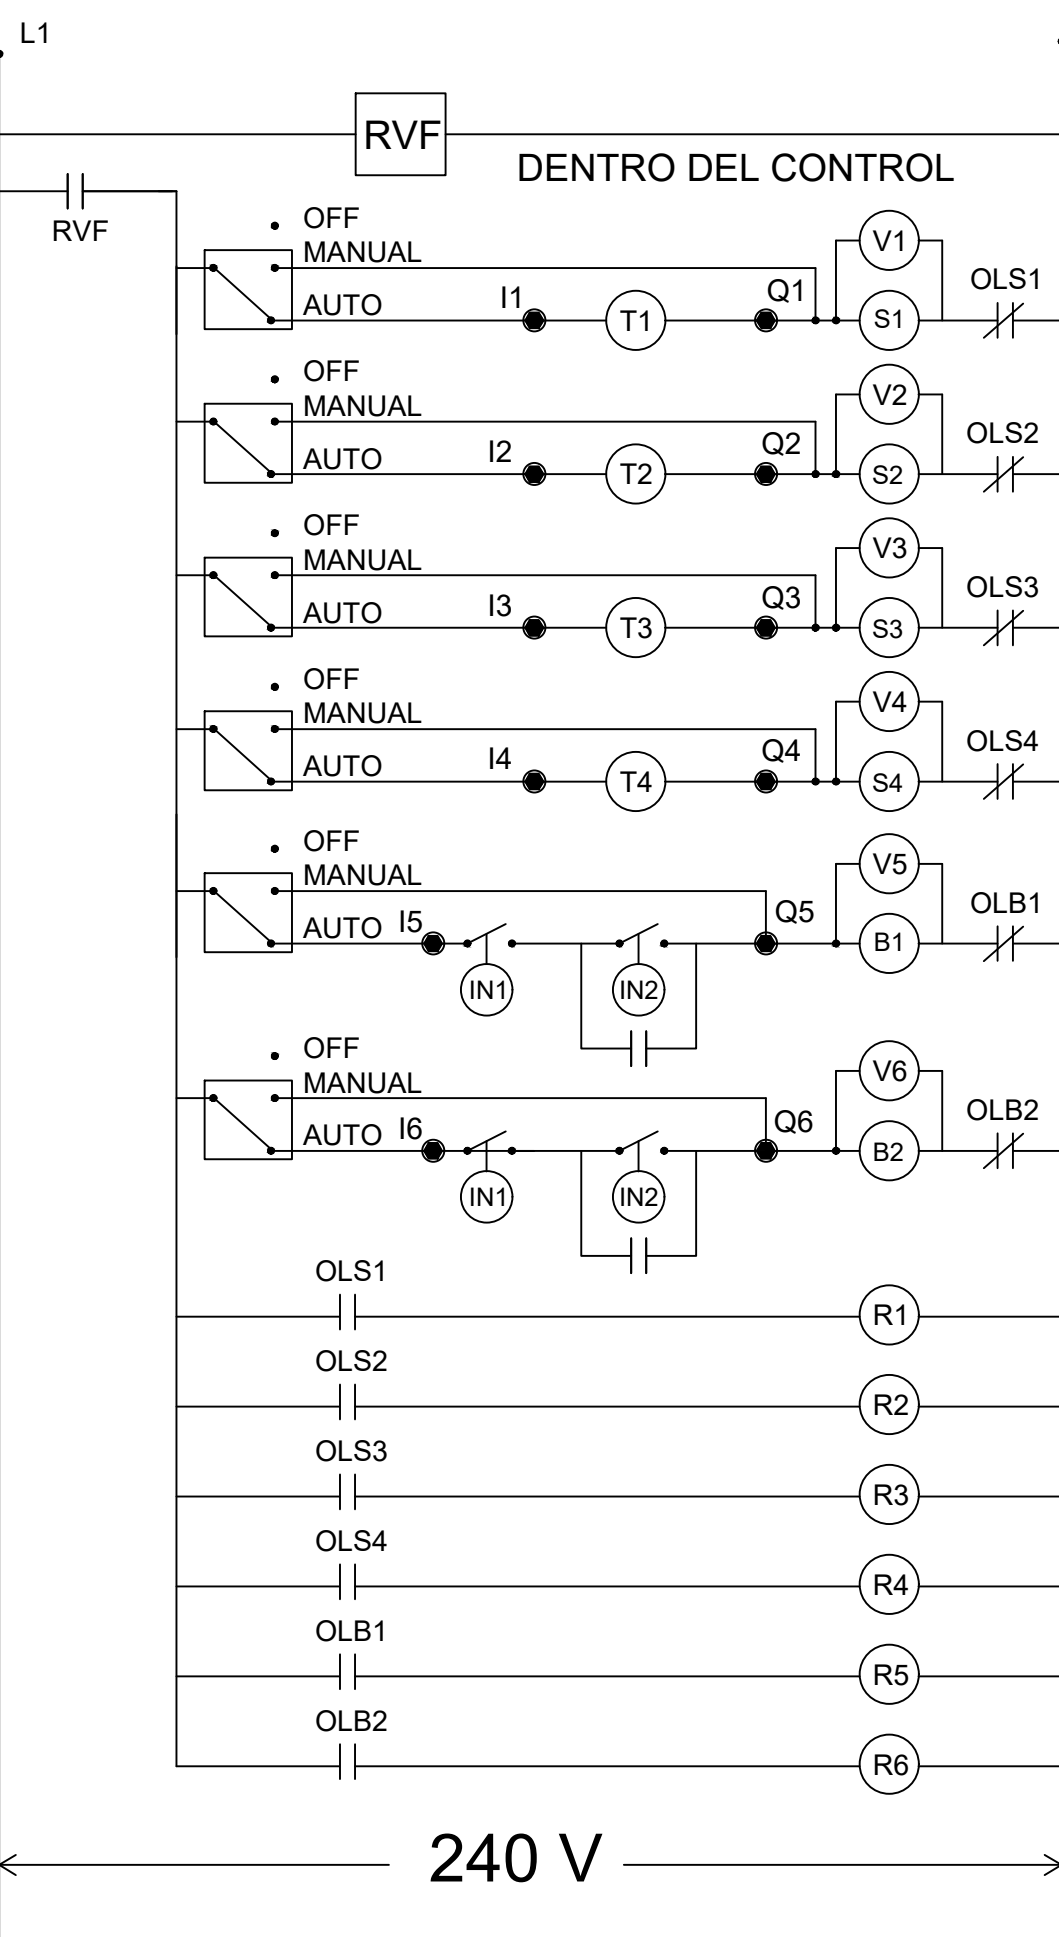 L1
RVF
DENTRO DEL CONTROL
RVF
OFF
MANUAL
AUTO
I1
T1
Q1
V1
S1
OLS1
OFF
MANUAL
AUTO
I2
T2
Q2
V2
S2
OLS2
OFF
MANUAL
AUTO
I3
T3
Q3
V3
S3
OLS3
OFF
MANUAL
AUTO
I4
T4
Q4
V4
S4
OLS4
OFF
MANUAL
AUTO
I5
IN1
IN2
Q5
V5
B1
OLB1
OFF
MANUAL
AUTO
I6
IN1
IN2
Q6
V6
B2
OLB2
OLS1
R1
OLS2
R2
OLS3
R3
OLS4
R4
OLB1
R5
OLB2
R6
240 V